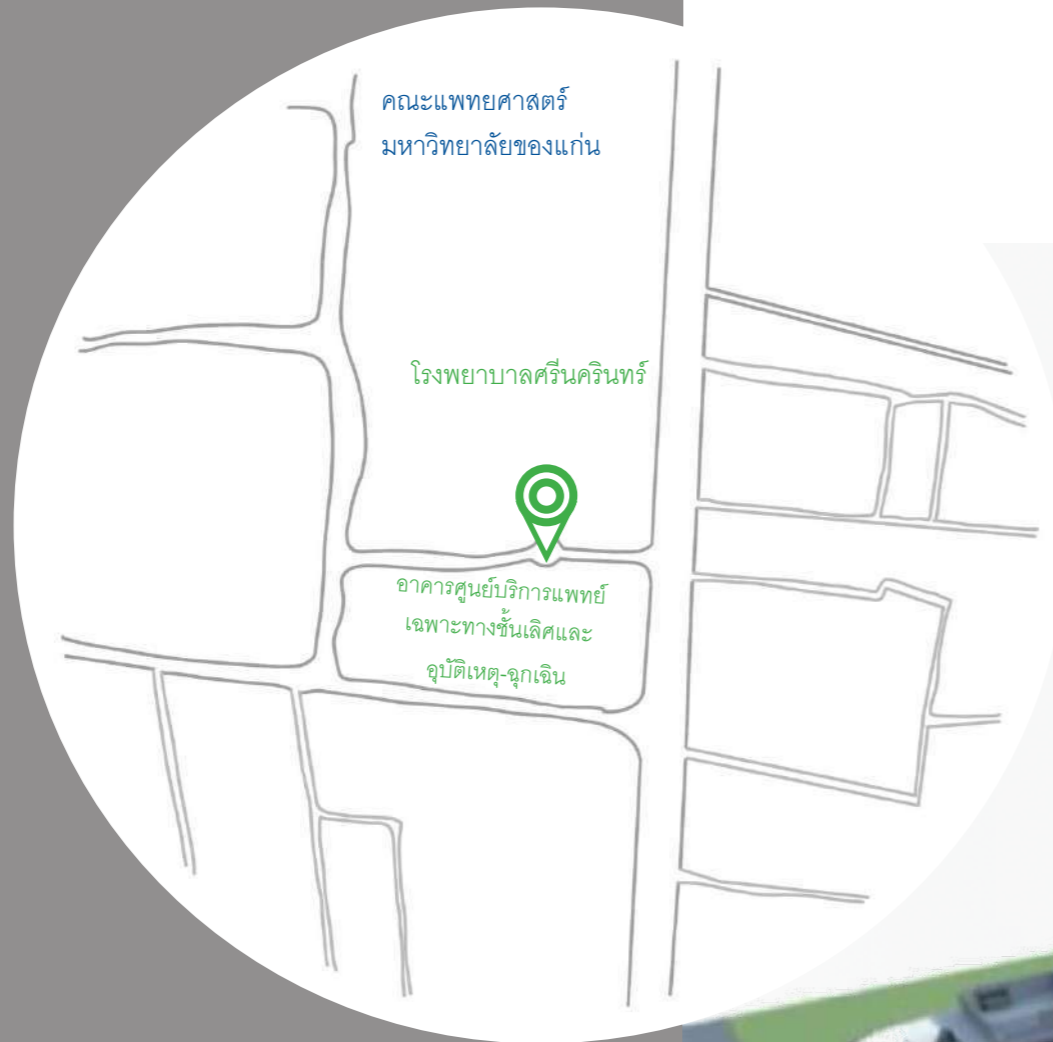 คณะแพทยศาสตร์
มหาวิทยาลัยของแก่น
โรงพยาบาลศรีนครินทร์
อาคารศูนย์บริการแพทย์
เฉพาะทางชั้นเลิศและ
อุบัติเหตุ-ฉุกเฉิน